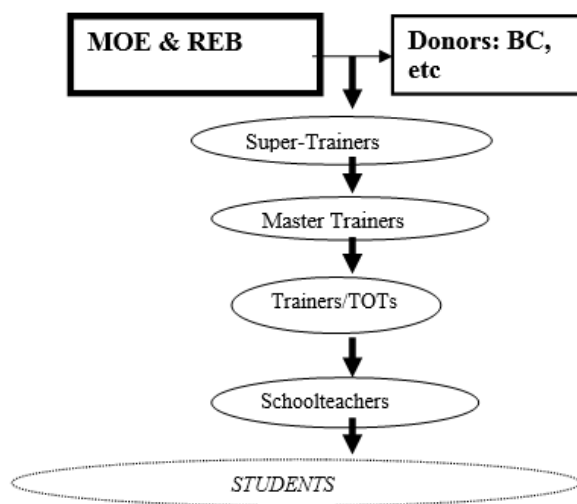 MOE & REB
Donors: BC,
etc
Super-Trainers
Master Trainers
Trainers/TOTs
Schoolteachers
STUDENTS